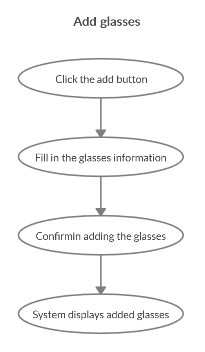 Add glasses
Click the add button
Fill in the glasses information
Confirmin adding the glasses
System displays added glasses